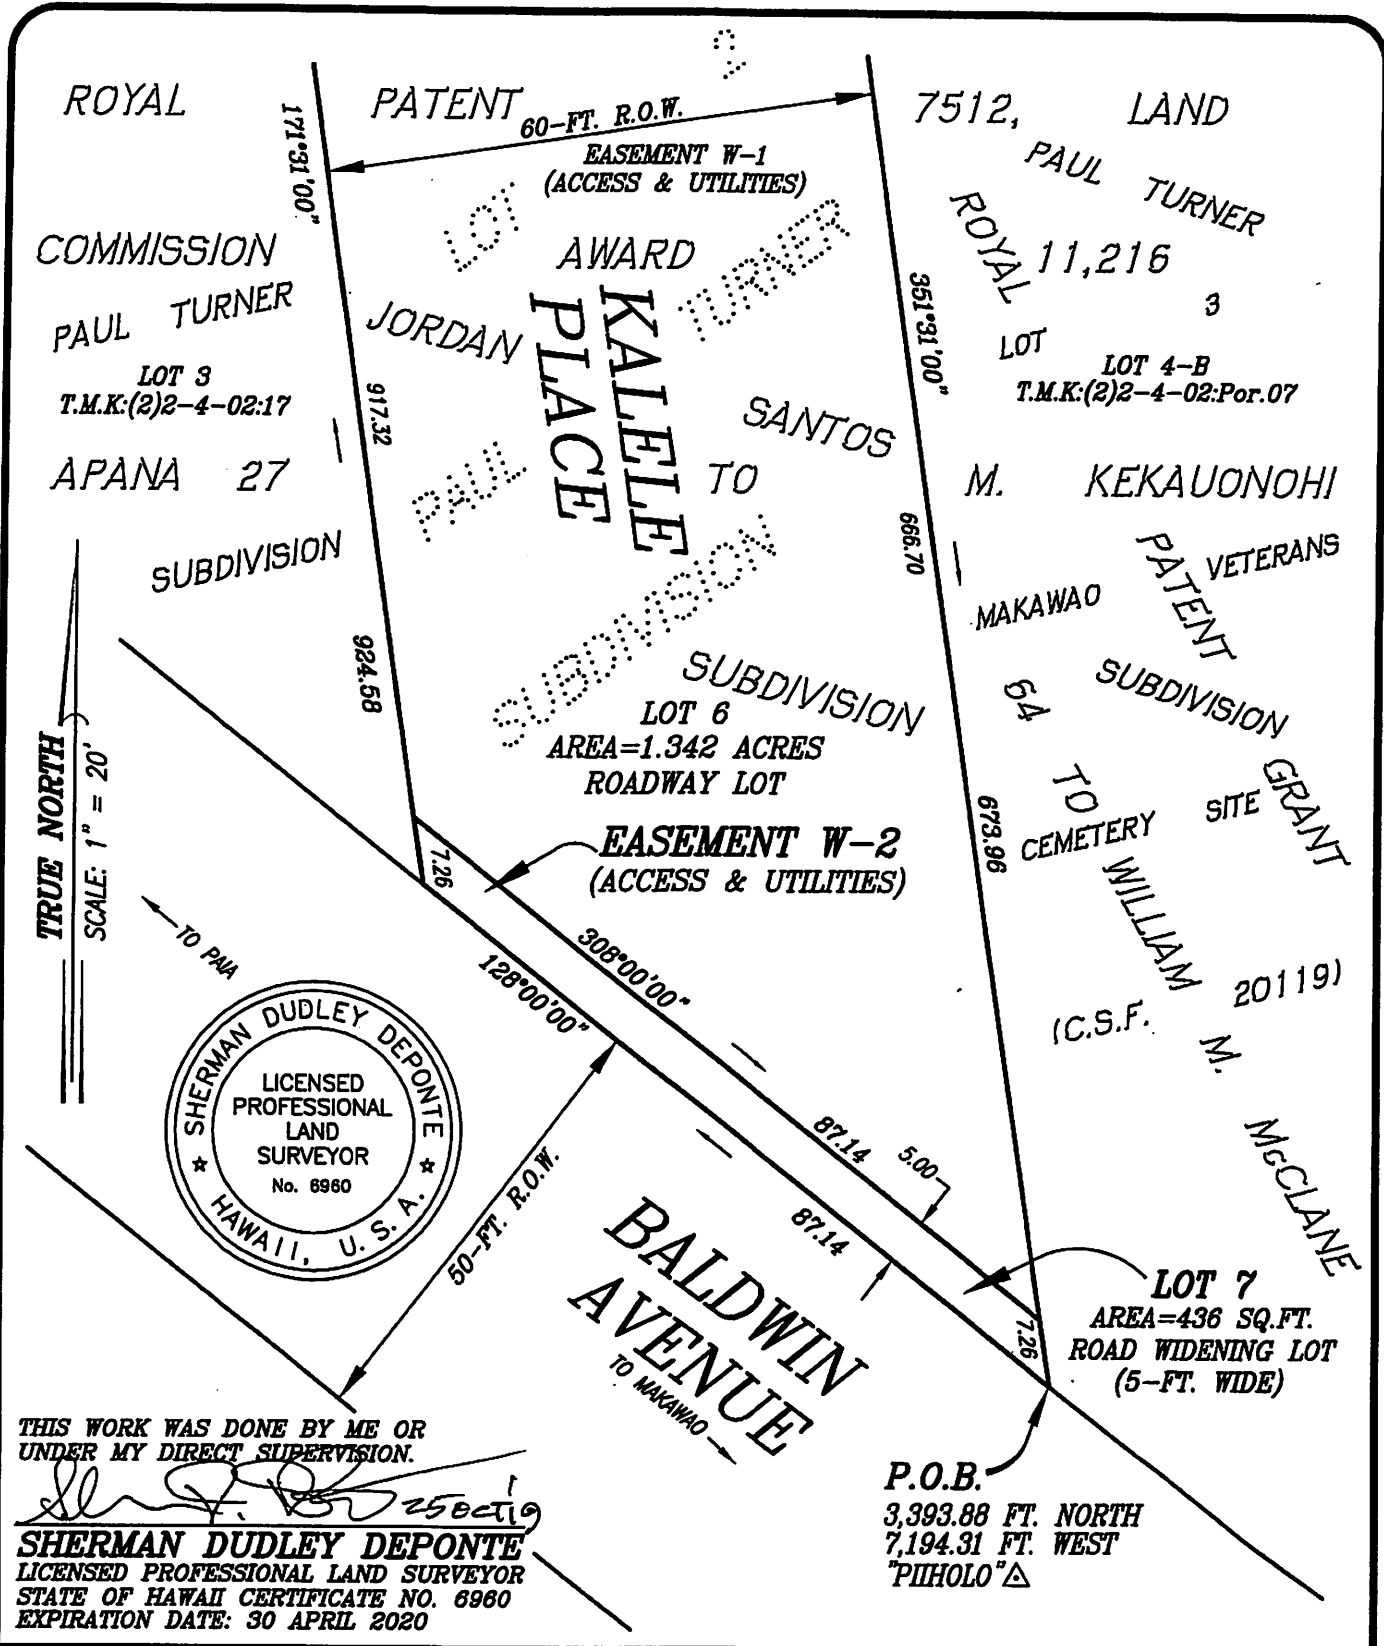 ROYAL PATENT 7512, LAND
COMMISSION AWARD 11,216
APANA 27 TO M. KEKAUONOHI
60-FT. R.O.W.
EASEMENT W-1
(ACCESS & UTILITIES)
171°31'00"
917.32
924.58
PAUL TURNER
SUBDIVISION
LOT 3
T.M.K:(2)2-4-02:17
LOT 2
PAUL TURNER
SUBDIVISION
JORDAN SANTOS
SUBDIVISION
KALELE
PLACE
351°31'00"
666.70
673.96
PAUL TURNER
LOT 3
LOT 4-B
T.M.K:(2)2-4-02:Por.07
ROYAL PATENT GRANT
64 TO WILLIAM M. McCLANE
MAKAWAO VETERANS
CEMETERY SITE
SUBDIVISION
(C.S.F. 20119)
LOT 6
AREA=1.342 ACRES
ROADWAY LOT
EASEMENT W-2
(ACCESS & UTILITIES)
7.26
308°00'00"
128°00'00"
87.14
87.14
5.00
7.26
TRUE NORTH
SCALE: 1" = 20'
TO PAIA
SHERMAN DUDLEY DEPONTE
LICENSED
PROFESSIONAL
LAND
SURVEYOR
No. 6960
HAWAII, U. S. A.
50-FT. R.O.W.
BALDWIN
AVENUE
TO MAKAWAO
LOT 7
AREA=436 SQ.FT.
ROAD WIDENING LOT
(5-FT. WIDE)
P.O.B.
3,393.88 FT. NORTH
7,194.31 FT. WEST
"PIIHOLO"
THIS WORK WAS DONE BY ME OR
UNDER MY DIRECT SUPERVISION.
25 Oct 19
SHERMAN DUDLEY DEPONTE
LICENSED PROFESSIONAL LAND SURVEYOR
STATE OF HAWAII CERTIFICATE NO. 6960
EXPIRATION DATE: 30 APRIL 2020